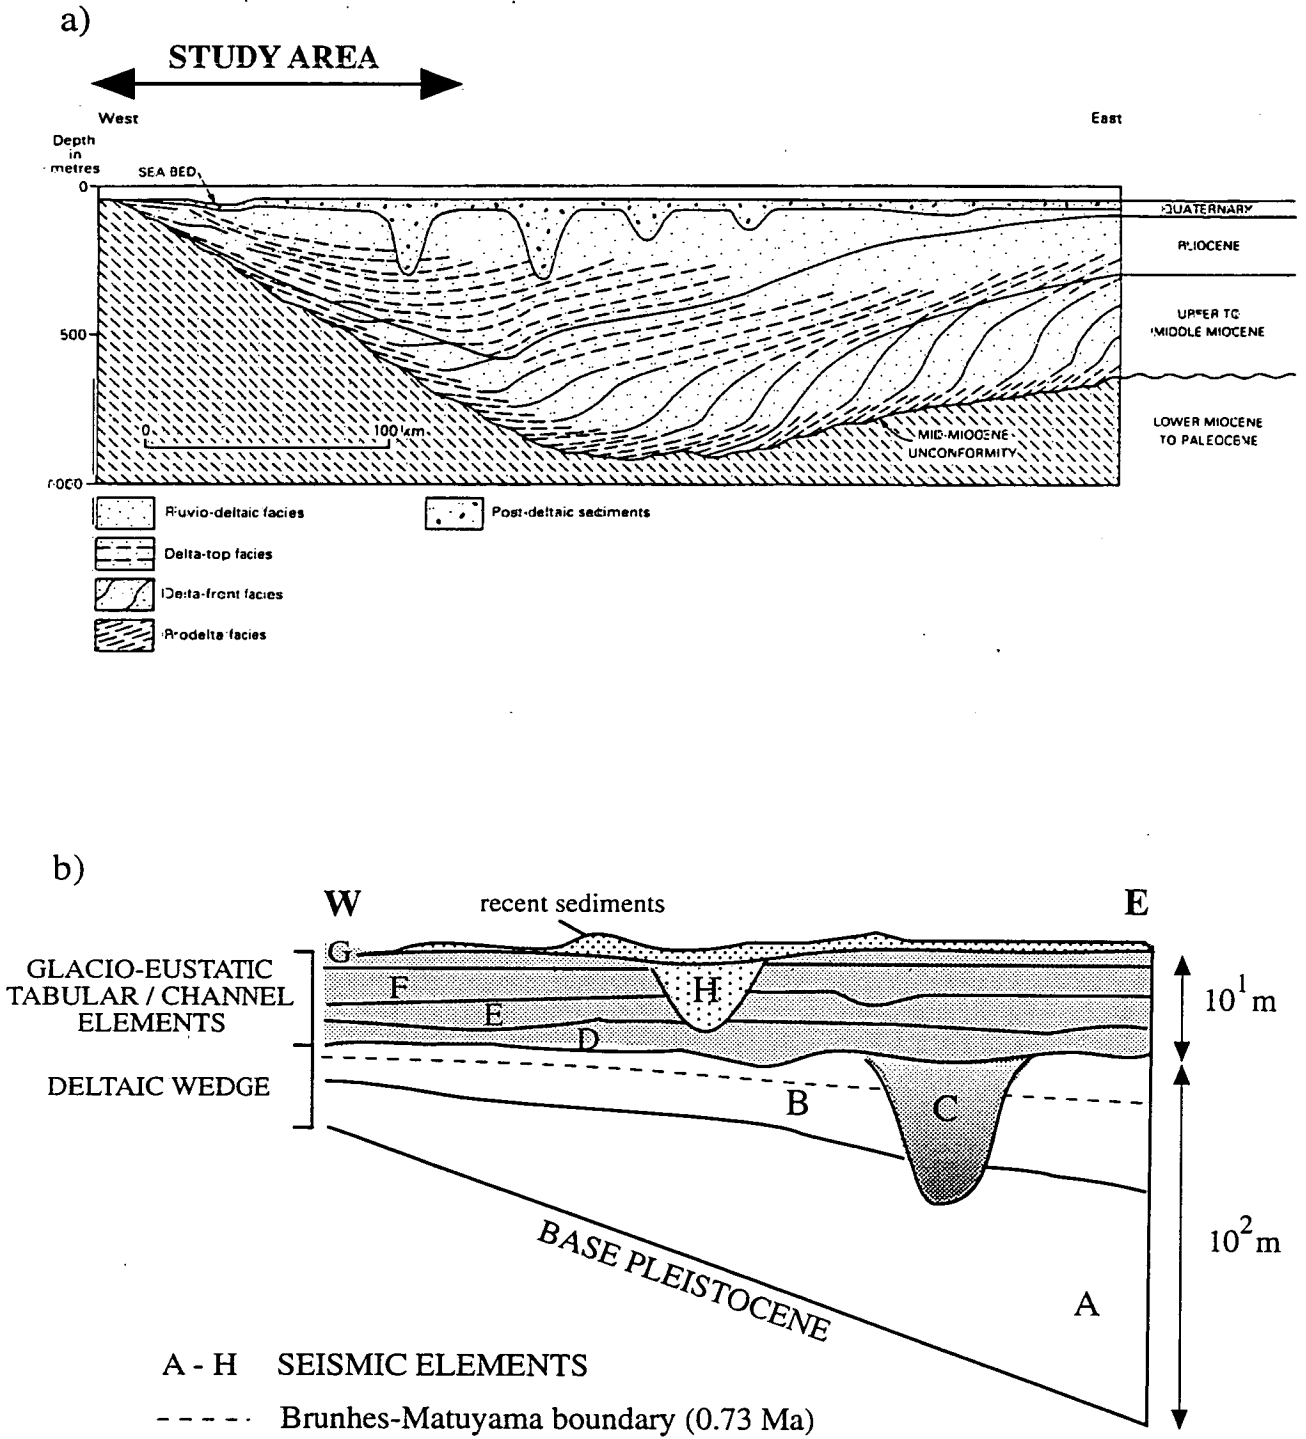 a)
STUDY AREA
West
East
Depth
in
metres
SEA BED
0
QUATERNARY
PLIOCENE
500
UPPER TO
MIDDLE MIOCENE
0
100 km
MID-MIOCENE
UNCONFORMITY
LOWER MIOCENE
TO PALEOCENE
1000
Fluvio-deltaic facies
Post-deltaic sediments
Delta-top facies
Delta-front facies
Prodelta facies
b)
W
recent sediments
E
G
GLACIO-EUSTATIC
TABULAR / CHANNEL
ELEMENTS
F
H
10¹ m
E
D
DELTAIC WEDGE
B
C
10² m
BASE PLEISTOCENE
A
A - H SEISMIC ELEMENTS
---- Brunhes-Matuyama boundary (0.73 Ma)